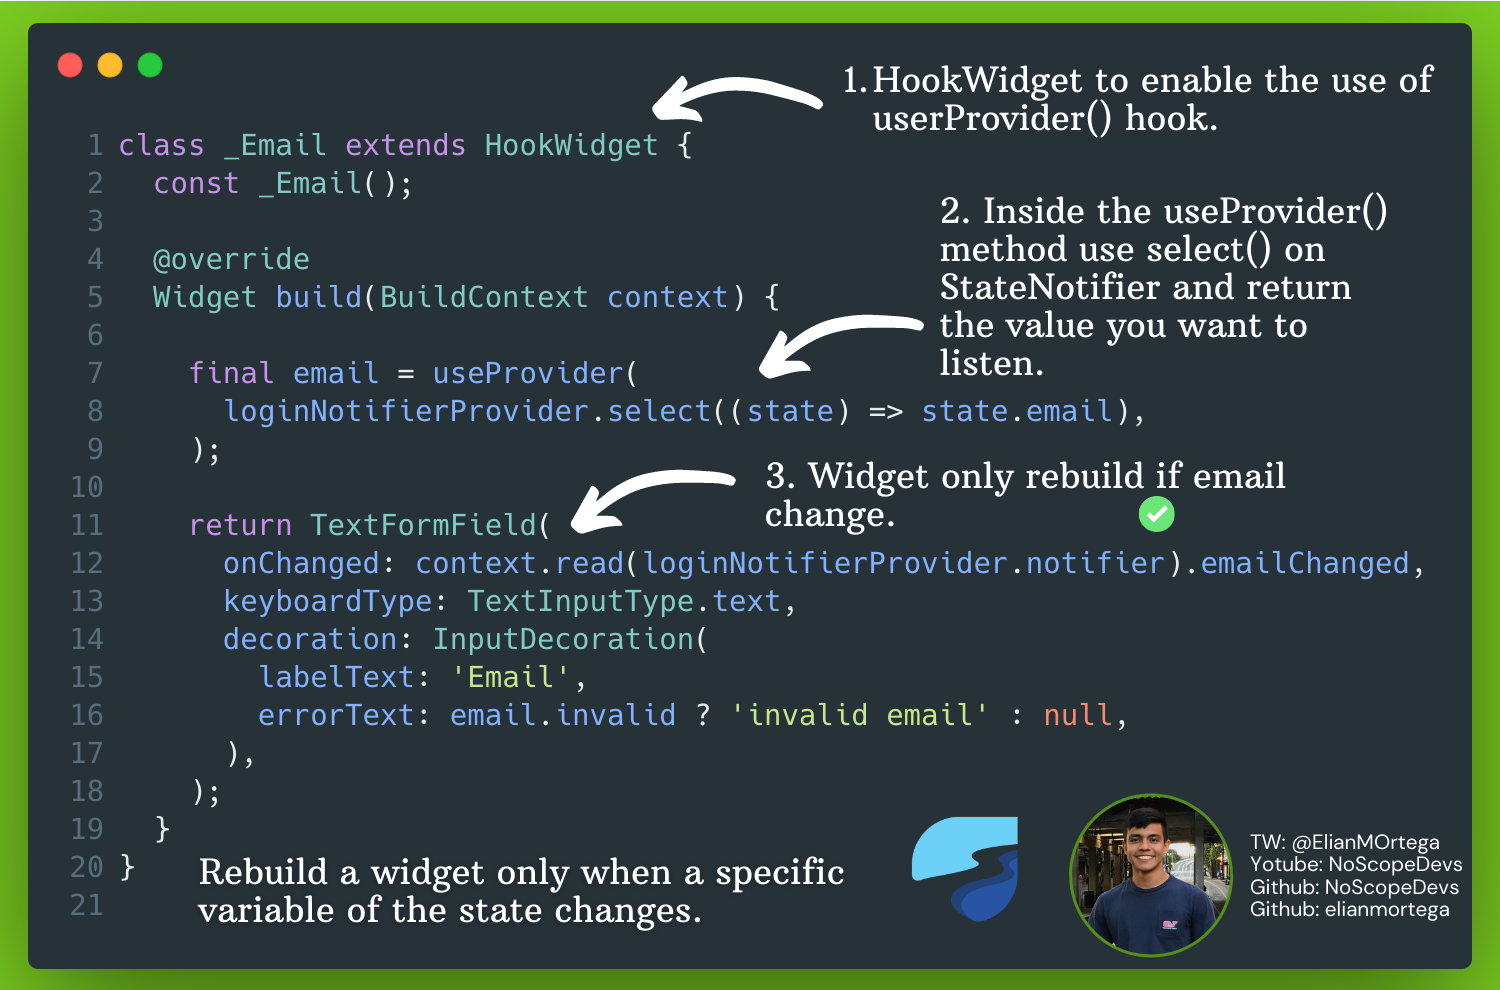 1. HookWidget to enable the use of
userProvider() hook.
1 class _Email extends HookWidget {
2 const _Email();
3
2. Inside the useProvider()
method use select() on
StateNotifier and return
the value you want to
listen.
4 @override
5 Widget build(BuildContext context) {
6
7 final email = useProvider(
8 loginNotifierProvider.select((state) => state.email),
9 );
10
3. Widget only rebuild if email
change.
11 return TextFormField(
12 onChanged: context.read(loginNotifierProvider.notifier).emailChanged,
13 keyboardType: TextInputType.text,
14 decoration: InputDecoration(
15 labelText: 'Email',
16 errorText: email.invalid ? 'invalid email' : null,
17 ),
18 );
19 }
20 }
21
Rebuild a widget only when a specific
variable of the state changes.
TW: @ElianMOrtega
Yotube: NoScopeDevs
Github: NoScopeDevs
Github: elianmortega